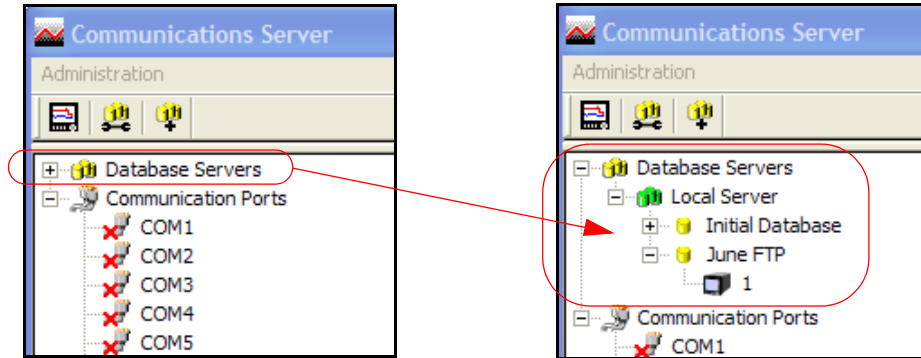 Communications Server
Administration
Database Servers
Communication Ports
COM1
COM2
COM3
COM4
COM5
Communications Server
Administration
Database Servers
Local Server
Initial Database
June FTP
1
Communication Ports
COM1